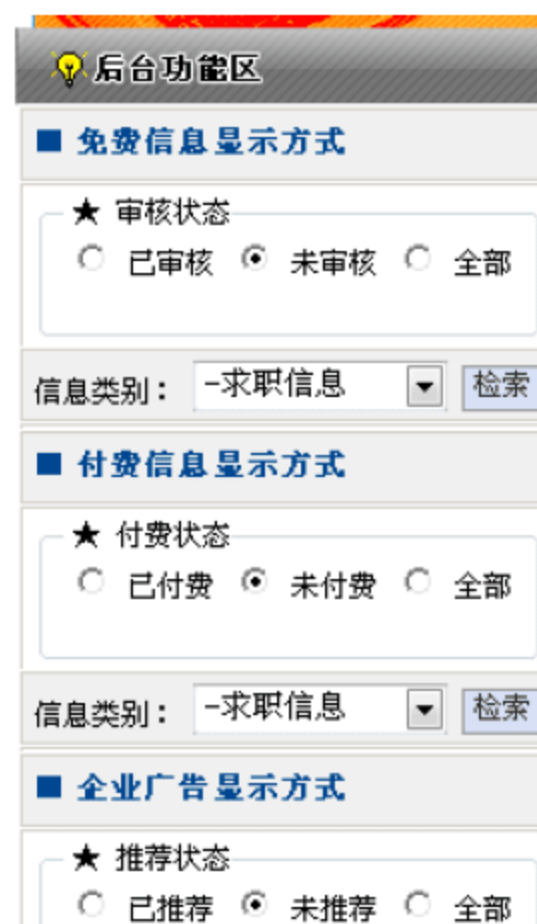 后台功能区
■ 免费信息显示方式
★ 审核状态
已审核 未审核 全部
信息类别： -求职信息 检索
■ 付费信息显示方式
★ 付费状态
已付费 未付费 全部
信息类别： -求职信息 检索
■ 企业广告显示方式
★ 推荐状态
已推荐 未推荐 全部